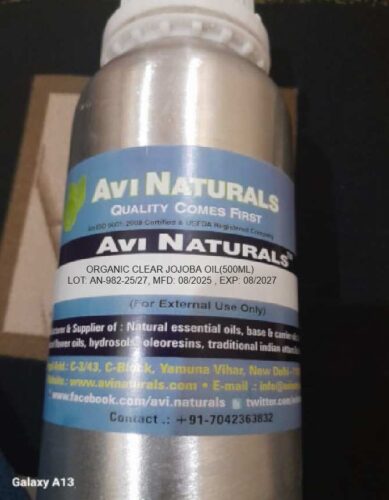 AVI NATURALS
QUALITY COMES FIRST
An ISO 9001-2008 Certified & USFDA Registered Company
AVI NATURALS™
ORGANIC CLEAR JOJOBA OIL(500ML)
LOT: AN-982-25/27, MFD: 08/2025 , EXP: 08/2027
(For External Use Only)
& Supplier of : Natural essential oils, base & carrier oils
flower oils, hydrosols, oleoresins, traditional indian attars
C-3/43, C-Block, Yamuna Vihar, New Delhi
www.avinaturals.com • E-mail .: info@
www.facebook.com/avi.naturals twitter.com/
Contact .: +91-7042363832
Galaxy A13